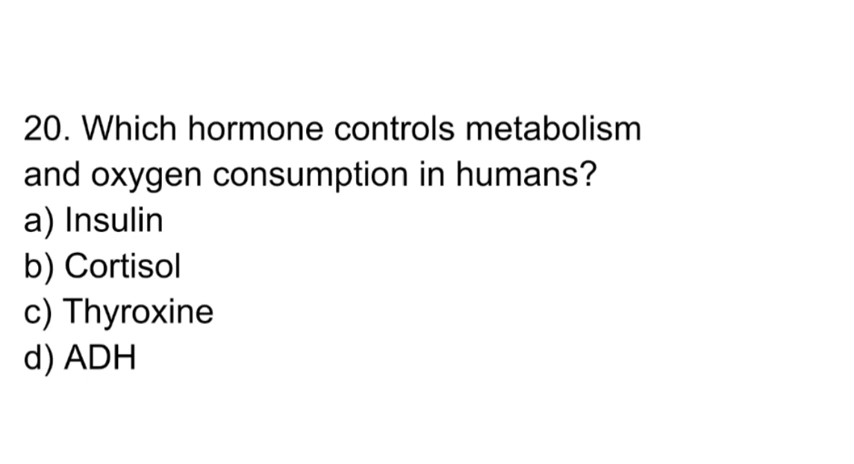 20. Which hormone controls metabolism
and oxygen consumption in humans?
a) Insulin
b) Cortisol
c) Thyroxine
d) ADH